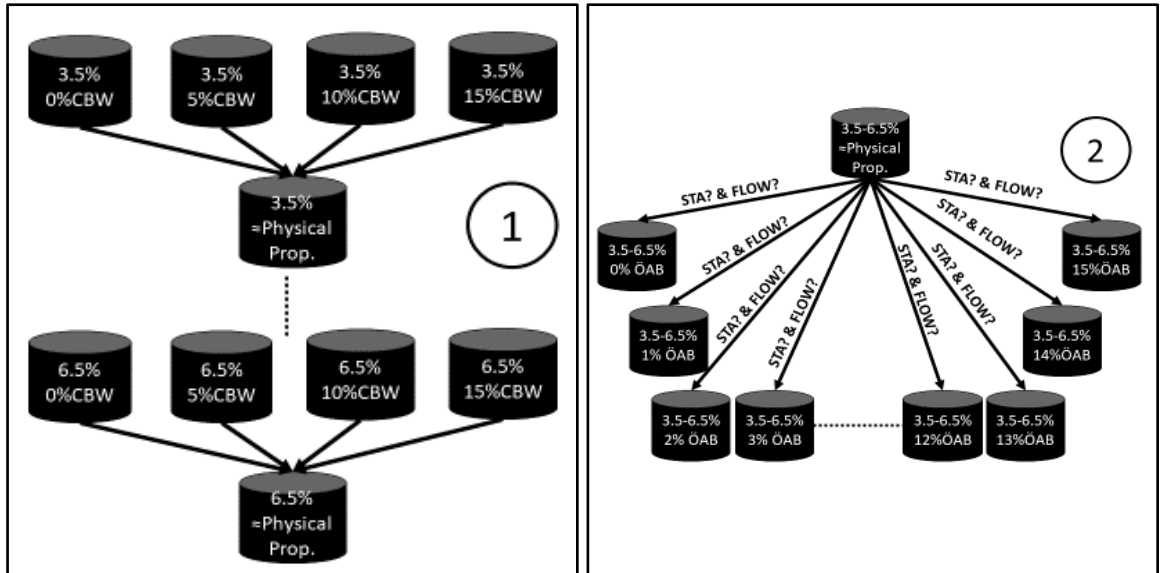 3.5%
0%CBW
3.5%
5%CBW
3.5%
10%CBW
3.5%
15%CBW
3.5%
≈Physical
Prop.
1
6.5%
0%CBW
6.5%
5%CBW
6.5%
10%CBW
6.5%
15%CBW
6.5%
≈Physical
Prop.
2
3.5-6.5%
≈Physical
Prop.
STA? & FLOW?
STA? & FLOW?
STA? & FLOW?
STA? & FLOW?
STA? & FLOW?
STA? & FLOW?
STA? & FLOW?
STA? & FLOW?
3.5-6.5%
0% ÖAB
3.5-6.5%
15%ÖAB
3.5-6.5%
1% ÖAB
3.5-6.5%
14%ÖAB
3.5-6.5%
2% ÖAB
3.5-6.5%
3% ÖAB
3.5-6.5%
12%ÖAB
3.5-6.5%
13%ÖAB